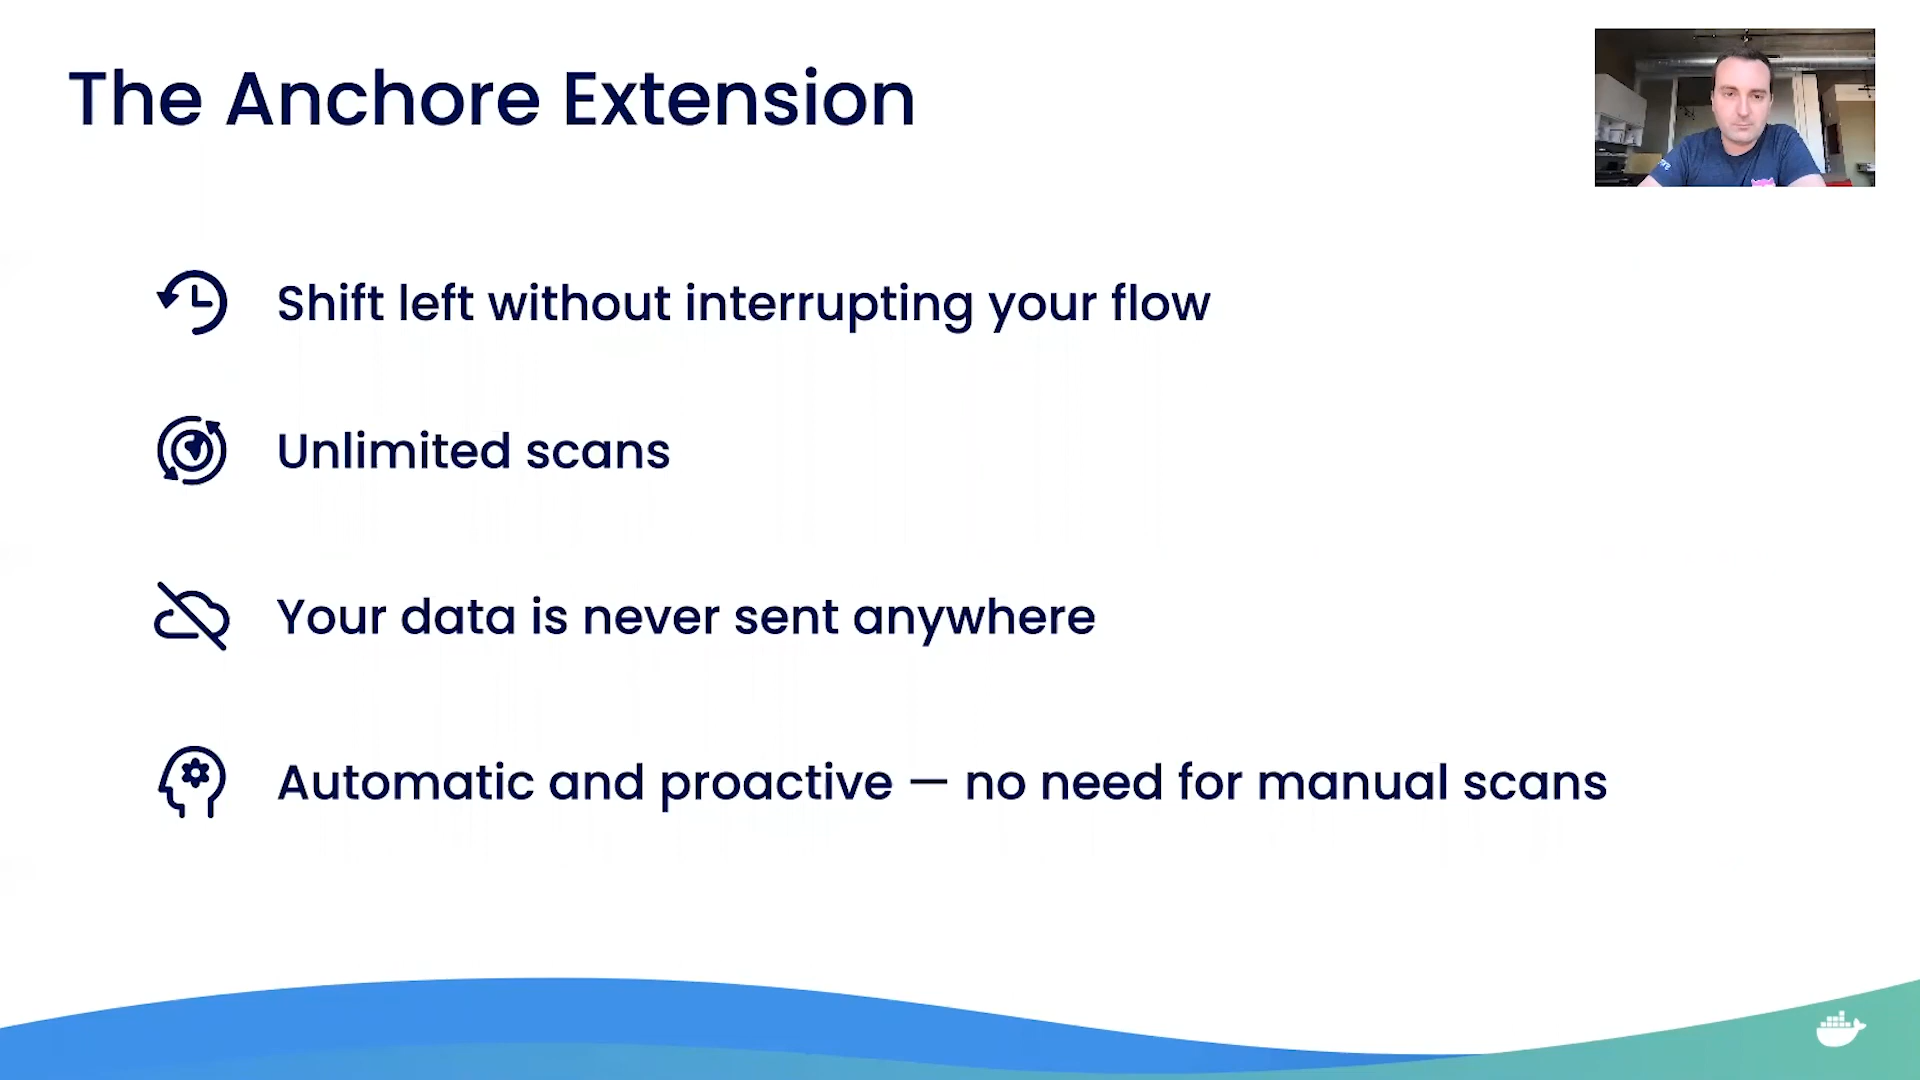 The Anchore Extension
Shift left without interrupting your flow
Unlimited scans
Your data is never sent anywhere
Automatic and proactive — no need for manual scans